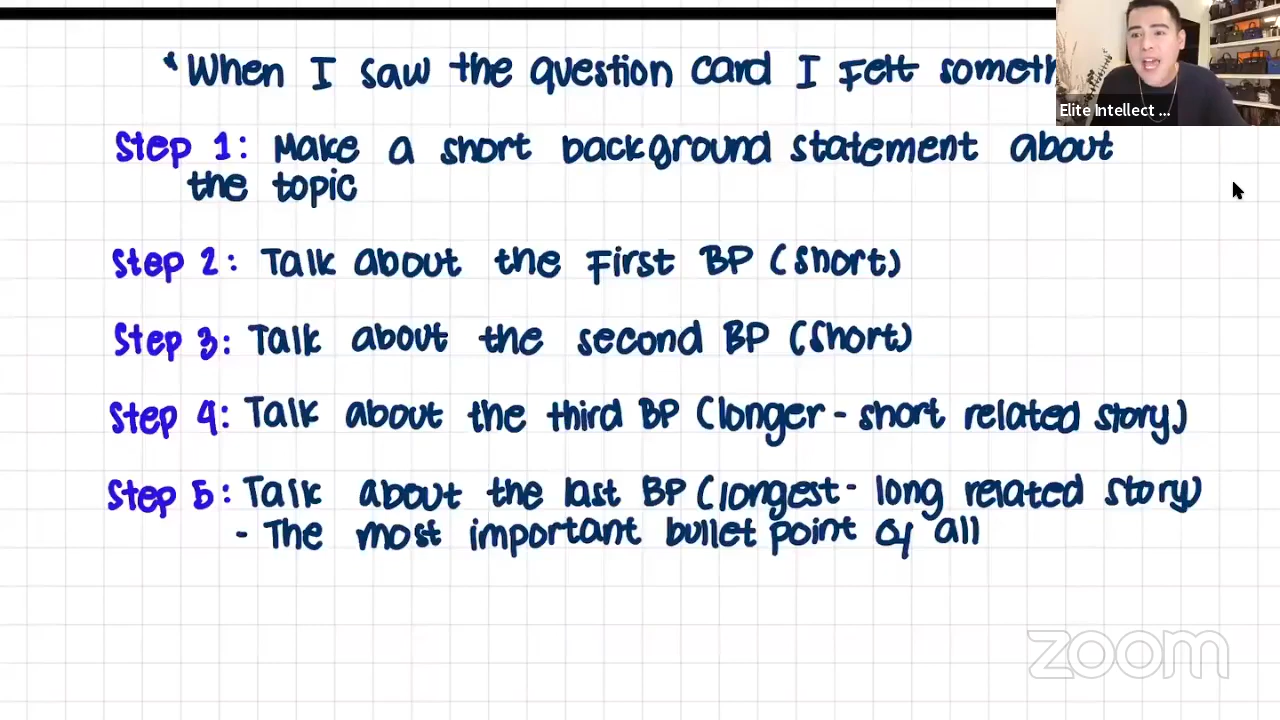 "When I saw the question card I felt
Elite Intellect ...
Step 1: Make a short background statement about
the topic
Step 2: Talk about the first BP (short)
Step 3: Talk about the second BP (short)
Step 4: Talk about the third BP (longer - short related story)
Step 5: Talk about the last BP (longest - long related story)
- The most important bullet point of all
zoom